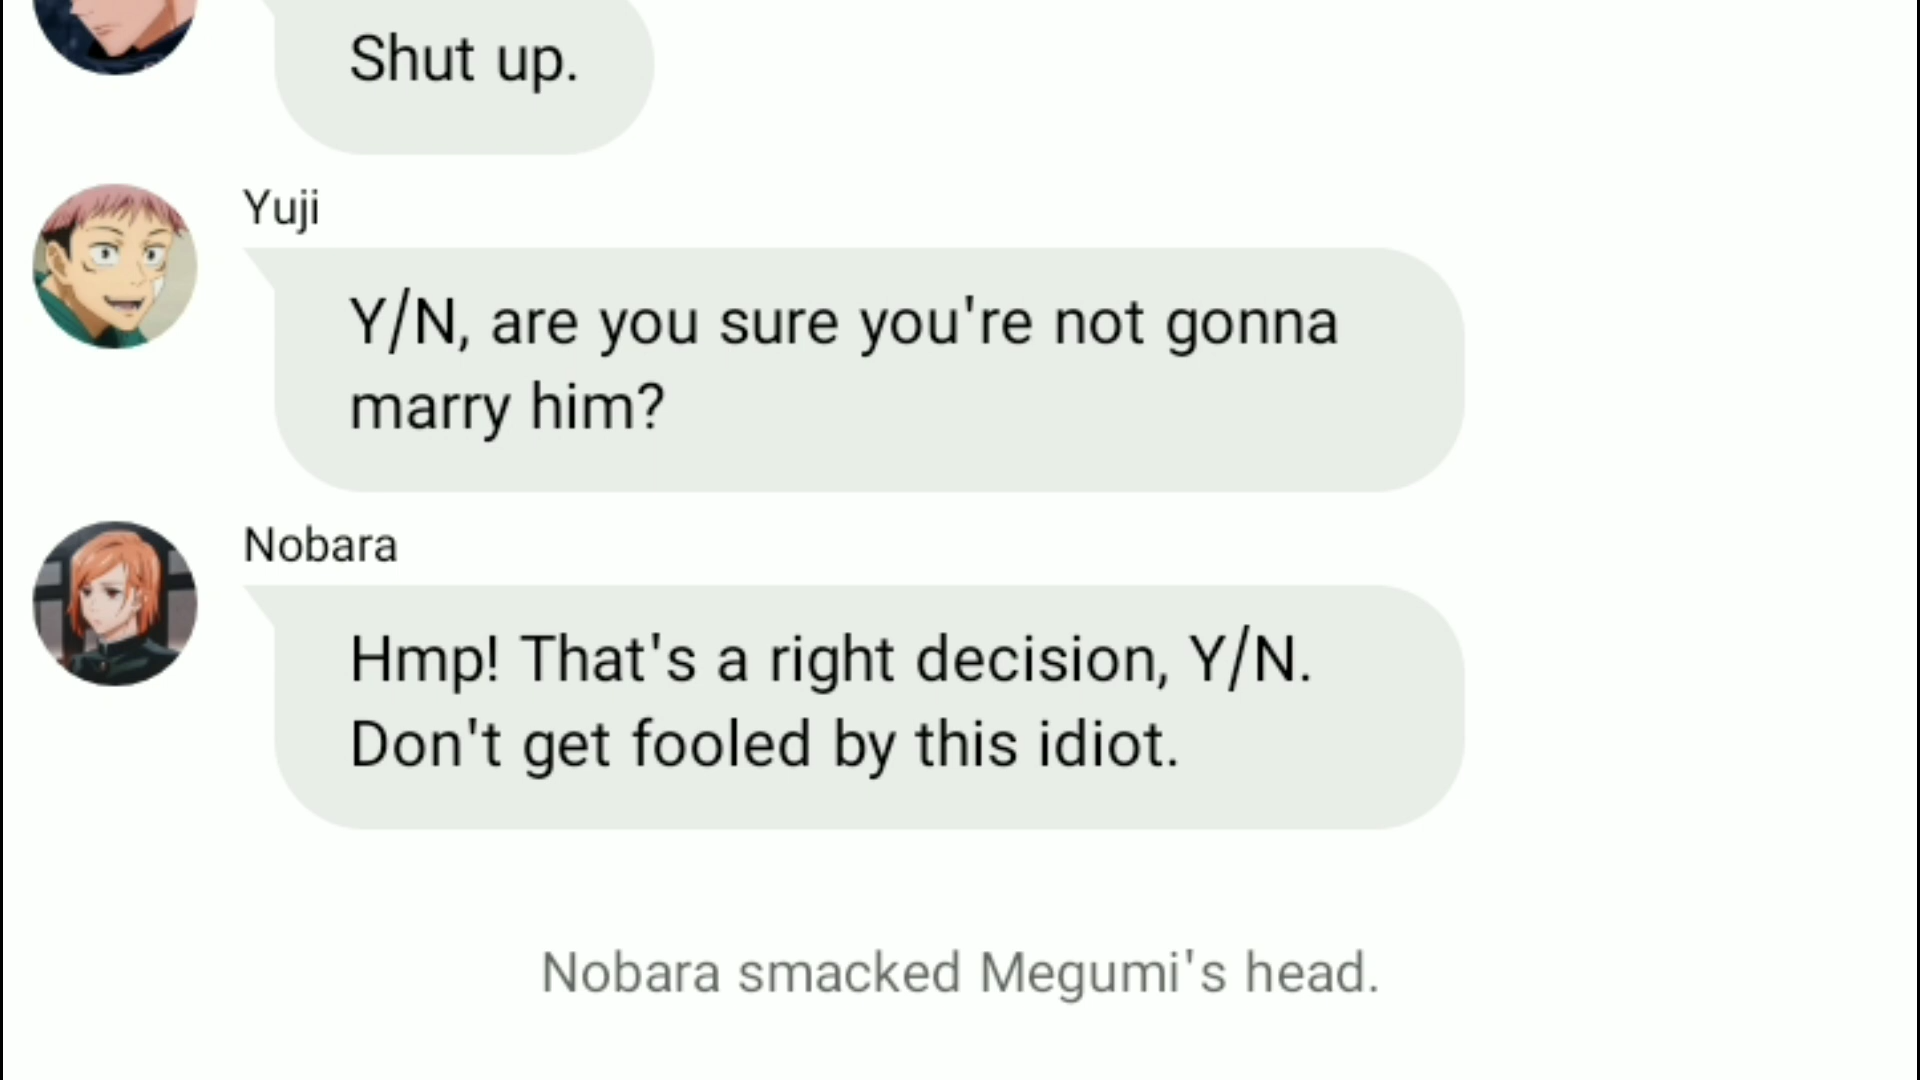 Shut up.
Yuji
Y/N, are you sure you're not gonna
marry him?
Nobara
Hmp! That's a right decision, Y/N.
Don't get fooled by this idiot.
Nobara smacked Megumi's head.